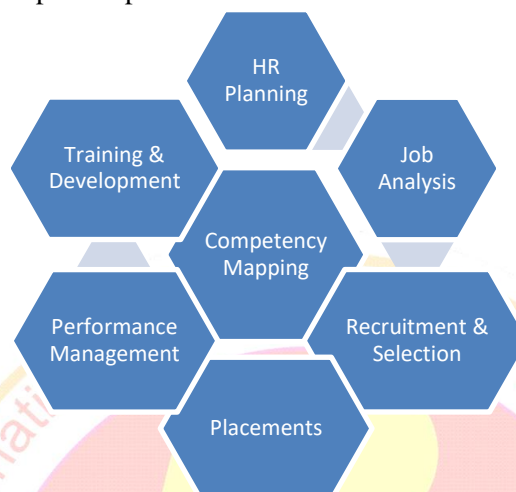 HR
Planning
Training &
Development
Job
Analysis
Competency
Mapping
Performance
Management
Recruitment &
Selection
Placements